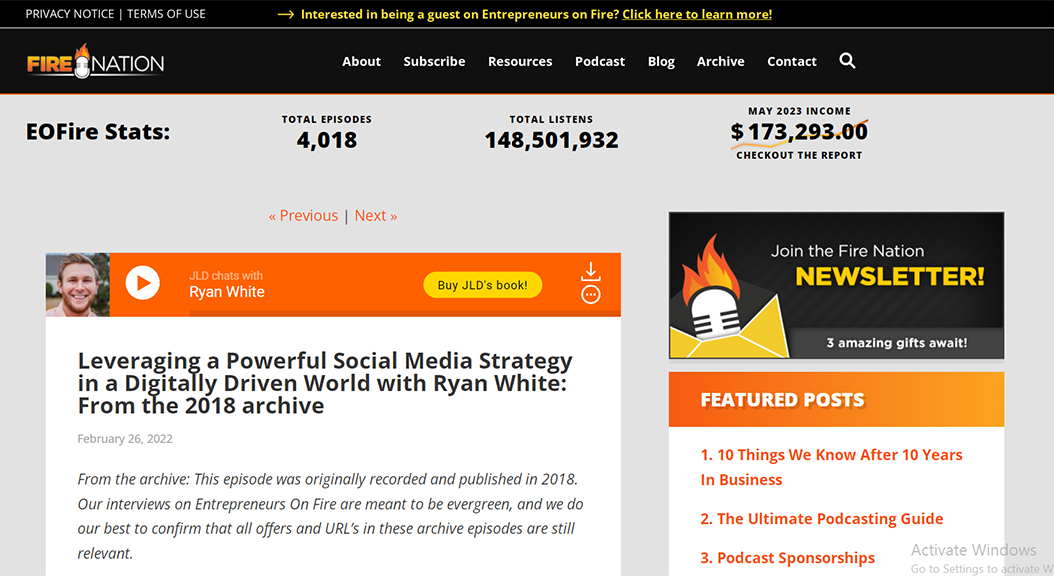 PRIVACY NOTICE | TERMS OF USE
Interested in being a guest on Entrepreneurs on Fire? Click here to learn more!
FIRE NATION
About Subscribe Resources Podcast Blog Archive Contact
EOFire Stats:
TOTAL EPISODES
4,018
TOTAL LISTENS
148,501,932
MAY 2023 INCOME
$173,293.00
CHECKOUT THE REPORT
« Previous | Next »
JLD chats with
Ryan White
Buy JLD's book!
Leveraging a Powerful Social Media Strategy
in a Digitally Driven World with Ryan White:
From the 2018 archive
February 26, 2022
From the archive: This episode was originally recorded and published in 2018.
Our interviews on Entrepreneurs On Fire are meant to be evergreen, and we do
our best to confirm that all offers and URL’s in these archive episodes are still
relevant.
Join the Fire Nation
NEWSLETTER!
3 amazing gifts await!
FEATURED POSTS
1. 10 Things We Know After 10 Years
In Business
2. The Ultimate Podcasting Guide
3. Podcast Sponsorships
Activate Windows
Go to Settings to activate W